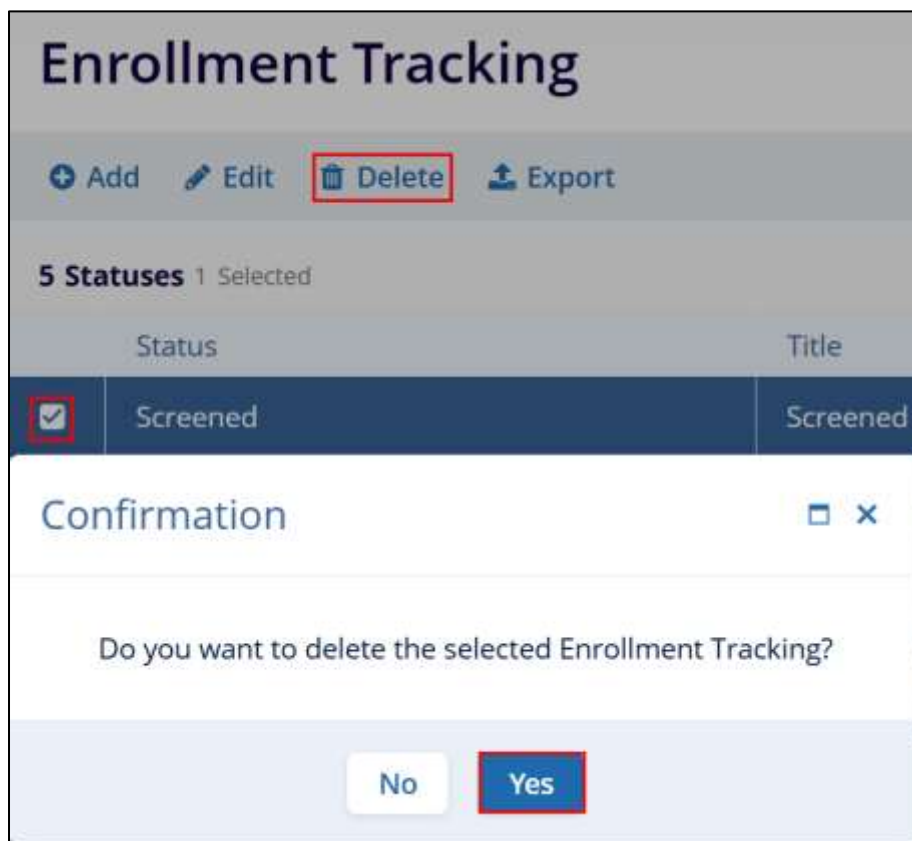 Enrollment Tracking
Add Edit Delete Export
5 Statuses 1 Selected
Status Title
Screened Screened
Confirmation
Do you want to delete the selected Enrollment Tracking?
No Yes